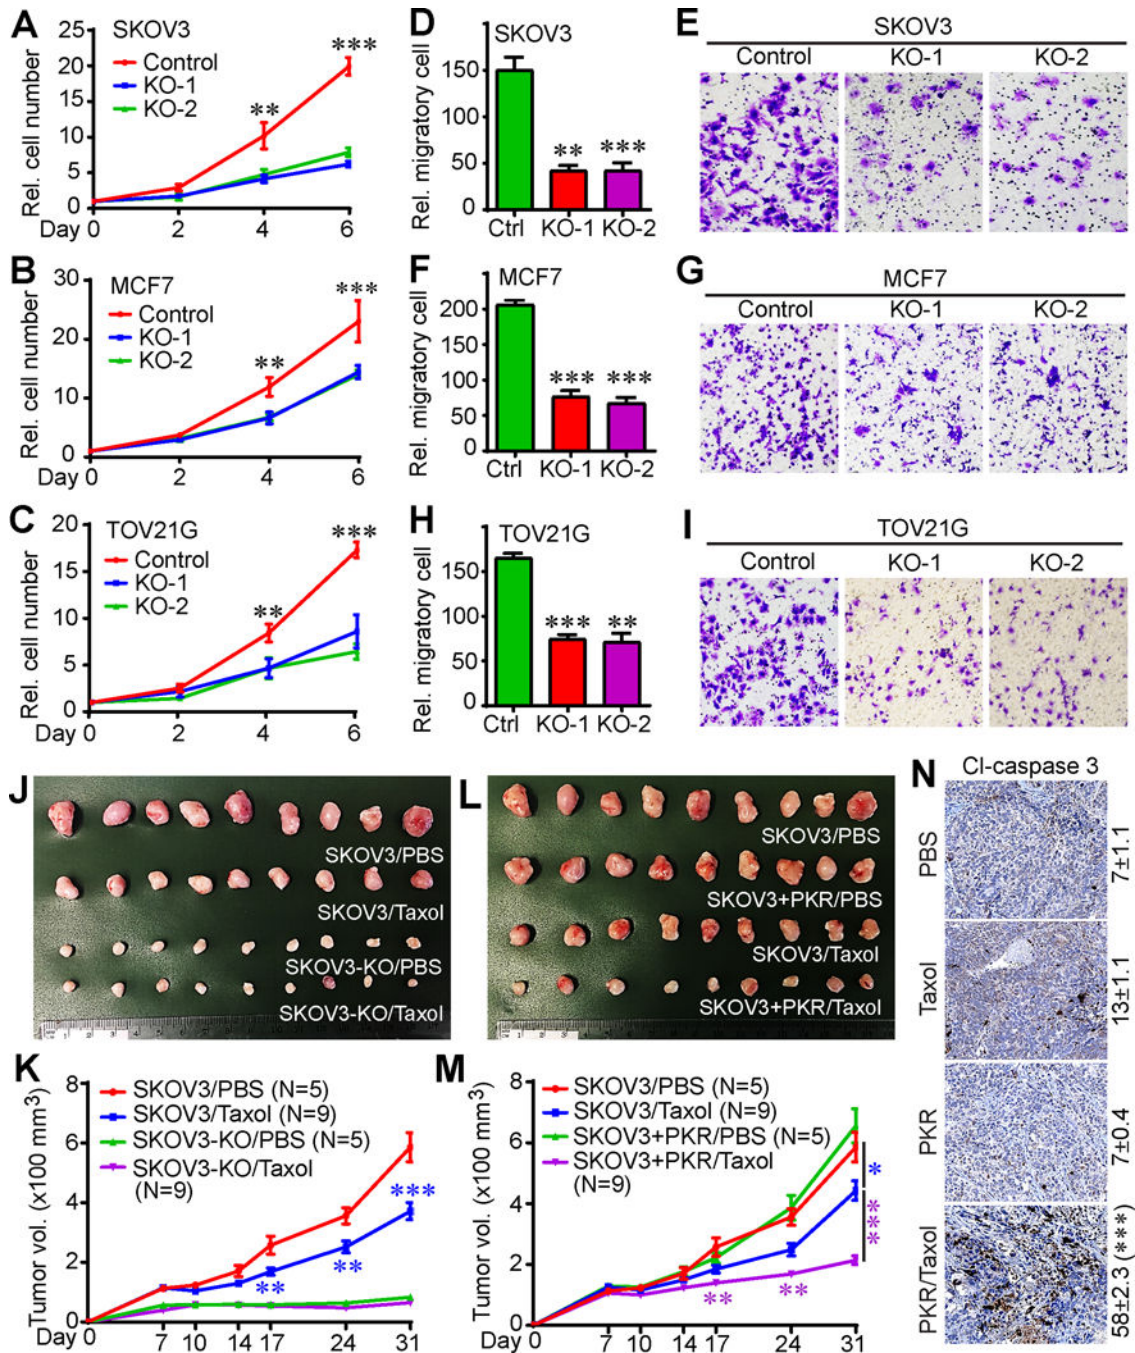 A
SKOV3
Rel. cell number
25
20
15
10
5
0
Control
KO-1
KO-2
**
***
Day 0 2 4 6
D
SKOV3
Rel. migratory cell
150
100
50
0
** ***
Ctrl KO-1 KO-2
E
SKOV3
Control KO-1 KO-2
B
MCF7
Rel. cell number
30
20
10
0
Control
KO-1
KO-2
**
***
Day 0 2 4 6
F
MCF7
Rel. migratory cell
200
150
100
50
0
*** ***
Ctrl KO-1 KO-2
G
MCF7
Control KO-1 KO-2
C
TOV21G
Rel. cell number
20
15
10
5
0
Control
KO-1
KO-2
**
***
Day 0 2 4 6
H
TOV21G
Rel. migratory cell
200
150
100
50
0
*** **
Ctrl KO-1 KO-2
I
TOV21G
Control KO-1 KO-2
J
SKOV3/PBS
SKOV3/Taxol
SKOV3-KO/PBS
SKOV3-KO/Taxol
L
SKOV3/PBS
SKOV3+PKR/PBS
SKOV3/Taxol
SKOV3+PKR/Taxol
N
Cl-caspase 3
PBS
7±1.1
Taxol
13±1.1
PKR
7±0.4
PKR/Taxol
58±2.3 (***)
K
Tumor vol. (x100 mm³)
8
6
4
2
0
SKOV3/PBS (N=5)
SKOV3/Taxol (N=9)
SKOV3-KO/PBS (N=5)
SKOV3-KO/Taxol
(N=9)
***
**
**
Day 0 7 10 14 17 24 31
M
Tumor vol. (x100 mm³)
8
6
4
2
0
SKOV3/PBS (N=5)
SKOV3/Taxol (N=9)
SKOV3+PKR/PBS (N=5)
SKOV3+PKR/Taxol
(N=9)
*
***
** **
Day 0 7 10 14 17 24 31